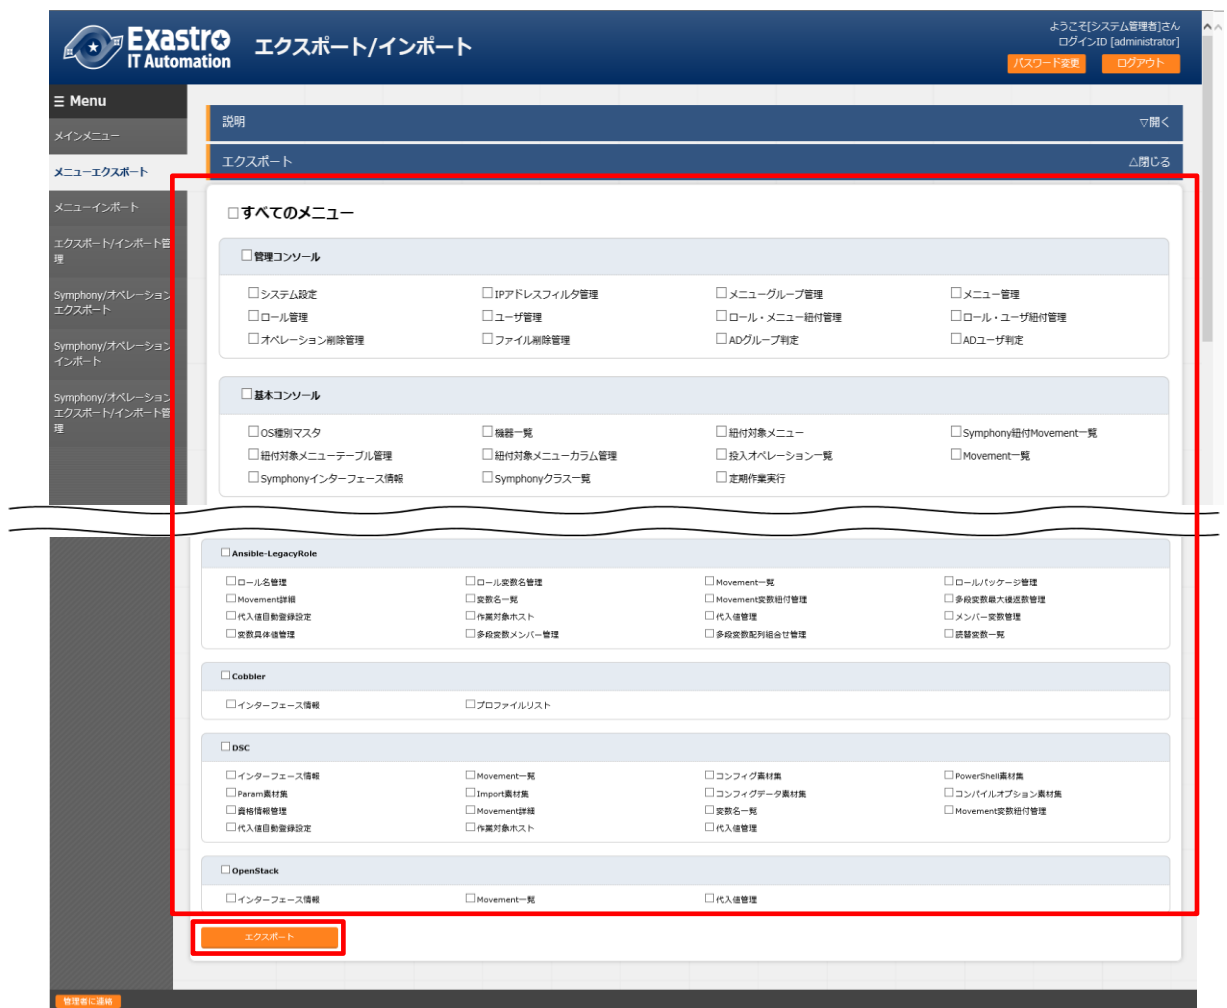 Exastro
IT Automation
エクスポート/インポート
ようこそ[システム管理者]さん
ログインID [administrator]
パスワード変更 ログアウト
☰ Menu
メインメニュー
メニューエクスポート
メニューインポート
エクスポート/インポート管
理
Symphony/オペレーション
エクスポート
Symphony/オペレーション
インポート
Symphony/オペレーション
エクスポート/インポート管
理
説明 ▽開く
エクスポート △閉じる
□すべてのメニュー
□管理コンソール
□システム設定 □IPアドレスフィルタ管理 □メニューグループ管理 □メニュー管理
□ロール管理 □ユーザ管理 □ロール・メニュー紐付管理 □ロール・ユーザ紐付管理
□オペレーション削除管理 □ファイル削除管理 □ADグループ判定 □ADユーザ判定
□基本コンソール
□OS種別マスタ □機器一覧 □紐付対象メニュー □Symphony紐付Movement一覧
□紐付対象メニューテーブル管理 □紐付対象メニューカラム管理 □投入オペレーション一覧 □Movement一覧
□Symphonyインターフェース情報 □Symphonyクラス一覧 □定期作業実行
□Ansible-LegacyRole
□ロール名管理 □ロール変数名管理 □Movement一覧 □ロールパッケージ管理
□Movement詳細 □変数名一覧 □Movement変数紐付管理 □多段変数最大繰返数管理
□代入値自動登録設定 □作業対象ホスト □代入値管理 □メンバー変数管理
□変数具体値管理 □多段変数メンバー管理 □多段変数配列組合せ管理 □読替変数一覧
□Cobbler
□インターフェース情報 □プロファイルリスト
□DSC
□インターフェース情報 □Movement一覧 □コンフィグ素材集 □PowerShell素材集
□Param素材集 □Import素材集 □コンフィグデータ素材集 □コンパイルオプション素材集
□資格情報管理 □Movement詳細 □変数名一覧 □Movement変数紐付管理
□代入値自動登録設定 □作業対象ホスト □代入値管理
□OpenStack
□インターフェース情報 □Movement一覧 □代入値管理
エクスポート
管理者に連絡